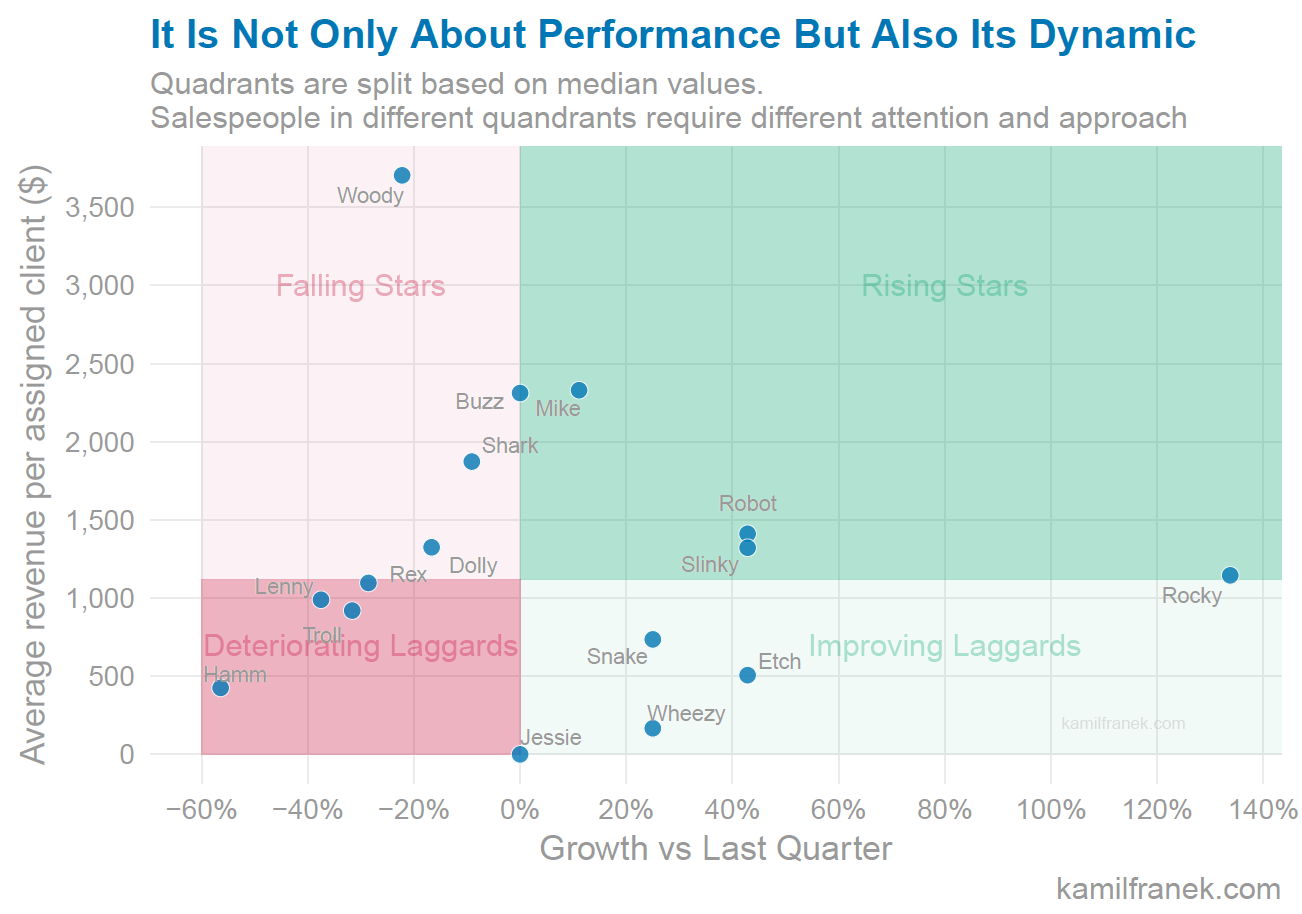 It Is Not Only About Performance But Also Its Dynamic
Quadrants are split based on median values.
Salespeople in different quandrants require different attention and approach
Average revenue per assigned client ($)
3,500
3,000
2,500
2,000
1,500
1,000
500
0
Woody
Falling Stars
Rising Stars
Buzz
Mike
Shark
Robot
Slinky
Dolly
Rex
Lenny
Rocky
Troll
Deteriorating Laggards
Improving Laggards
Snake
Etch
Hamm
Wheezy
kamilfranek.com
Jessie
−60%
−40%
−20%
0%
20%
40%
60%
80%
100%
120%
140%
Growth vs Last Quarter
kamilfranek.com